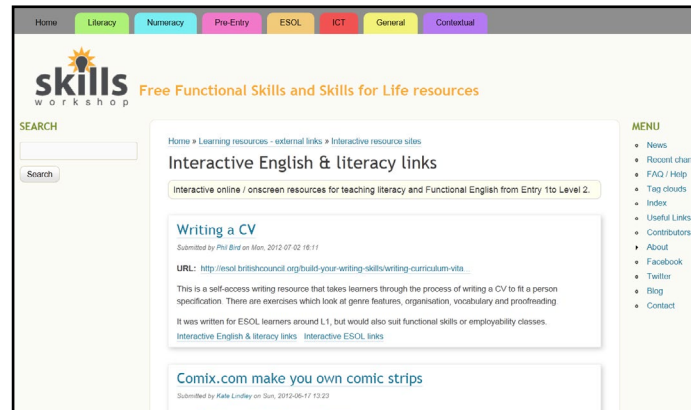 Home Literacy Numeracy Pre-Entry ESOL ICT General Contextual
skills
workshop
Free Functional Skills and Skills for Life resources
SEARCH
Search
Home » Learning resources - external links » Interactive resource sites
Interactive English & literacy links
Interactive online / onscreen resources for teaching literacy and Functional English from Entry 1to Level 2.
Writing a CV
Submitted by Phil Bird on Mon, 2012-07-02 16:11
URL: http://esol.britishcouncil.org/build-your-writing-skills/writing-curriculum-vita...
This is a self-access writing resource that takes learners through the process of writing a CV to fit a person
specification. There are exercises which look at genre features, organisation, vocabulary and proofreading.
It was written for ESOL learners around L1, but would also suit functional skills or employability classes.
Interactive English & literacy links Interactive ESOL links
Comix.com make you own comic strips
Submitted by Kate Lindley on Sun, 2012-06-17 13:23
MENU
News
Recent chan
FAQ / Help
Tag clouds
Index
Useful Links
Contributors
About
Facebook
Twitter
Blog
Contact